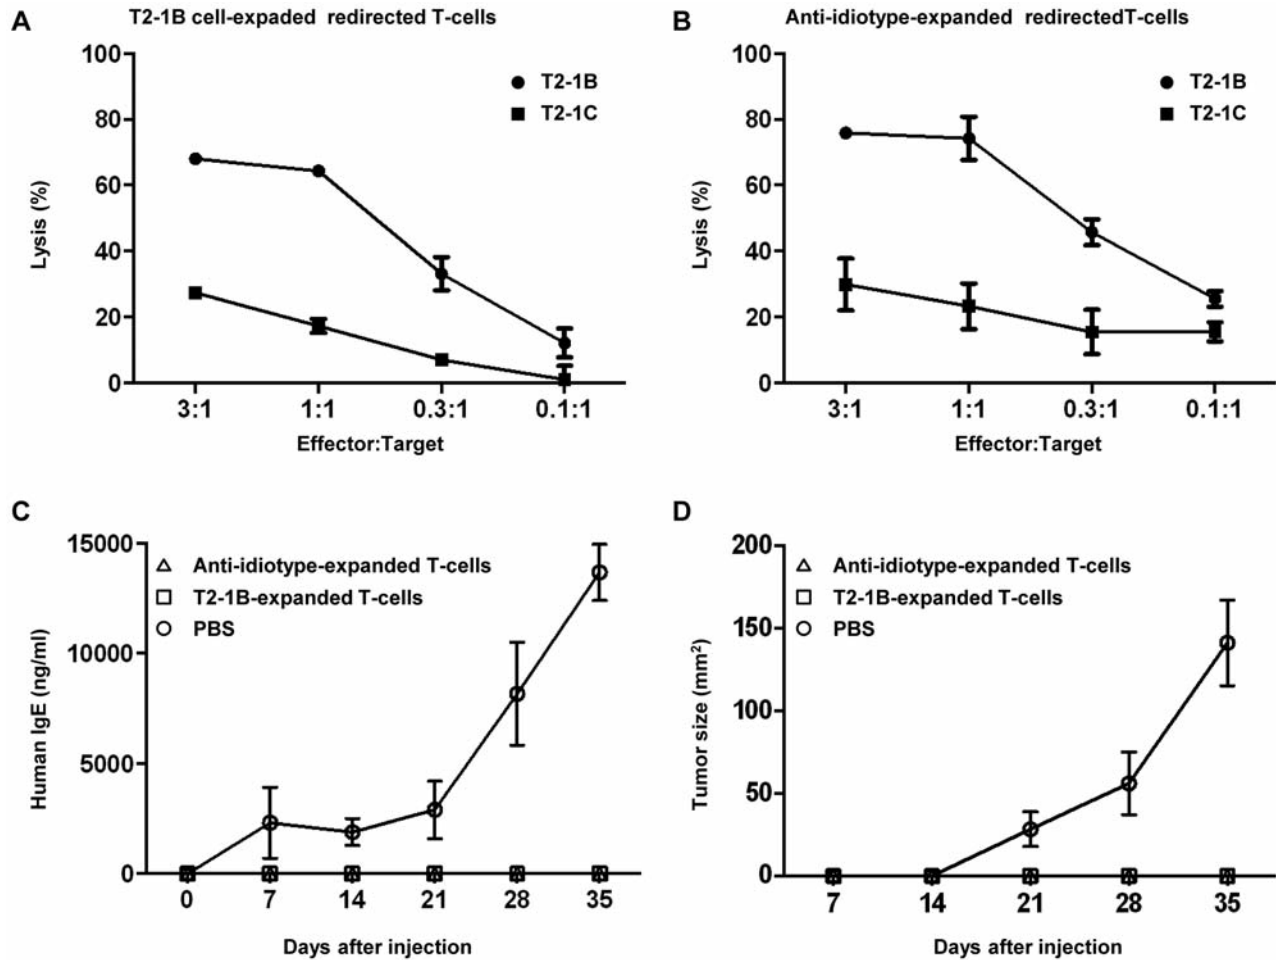 A
T2-1B cell-expaded redirected T-cells
100
80
60
40
20
0
Lysis (%)
T2-1B
T2-1C
3:1
1:1
0.3:1
0.1:1
Effector:Target
B
Anti-idiotype-expanded redirectedT-cells
100
80
60
40
20
0
Lysis (%)
T2-1B
T2-1C
3:1
1:1
0.3:1
0.1:1
Effector:Target
C
15000
10000
5000
0
Human IgE (ng/ml)
Anti-idiotype-expanded T-cells
T2-1B-expanded T-cells
PBS
0
7
14
21
28
35
Days after injection
D
200
150
100
50
0
Tumor size (mm²)
Anti-idiotype-expanded T-cells
T2-1B-expanded T-cells
PBS
7
14
21
28
35
Days after injection